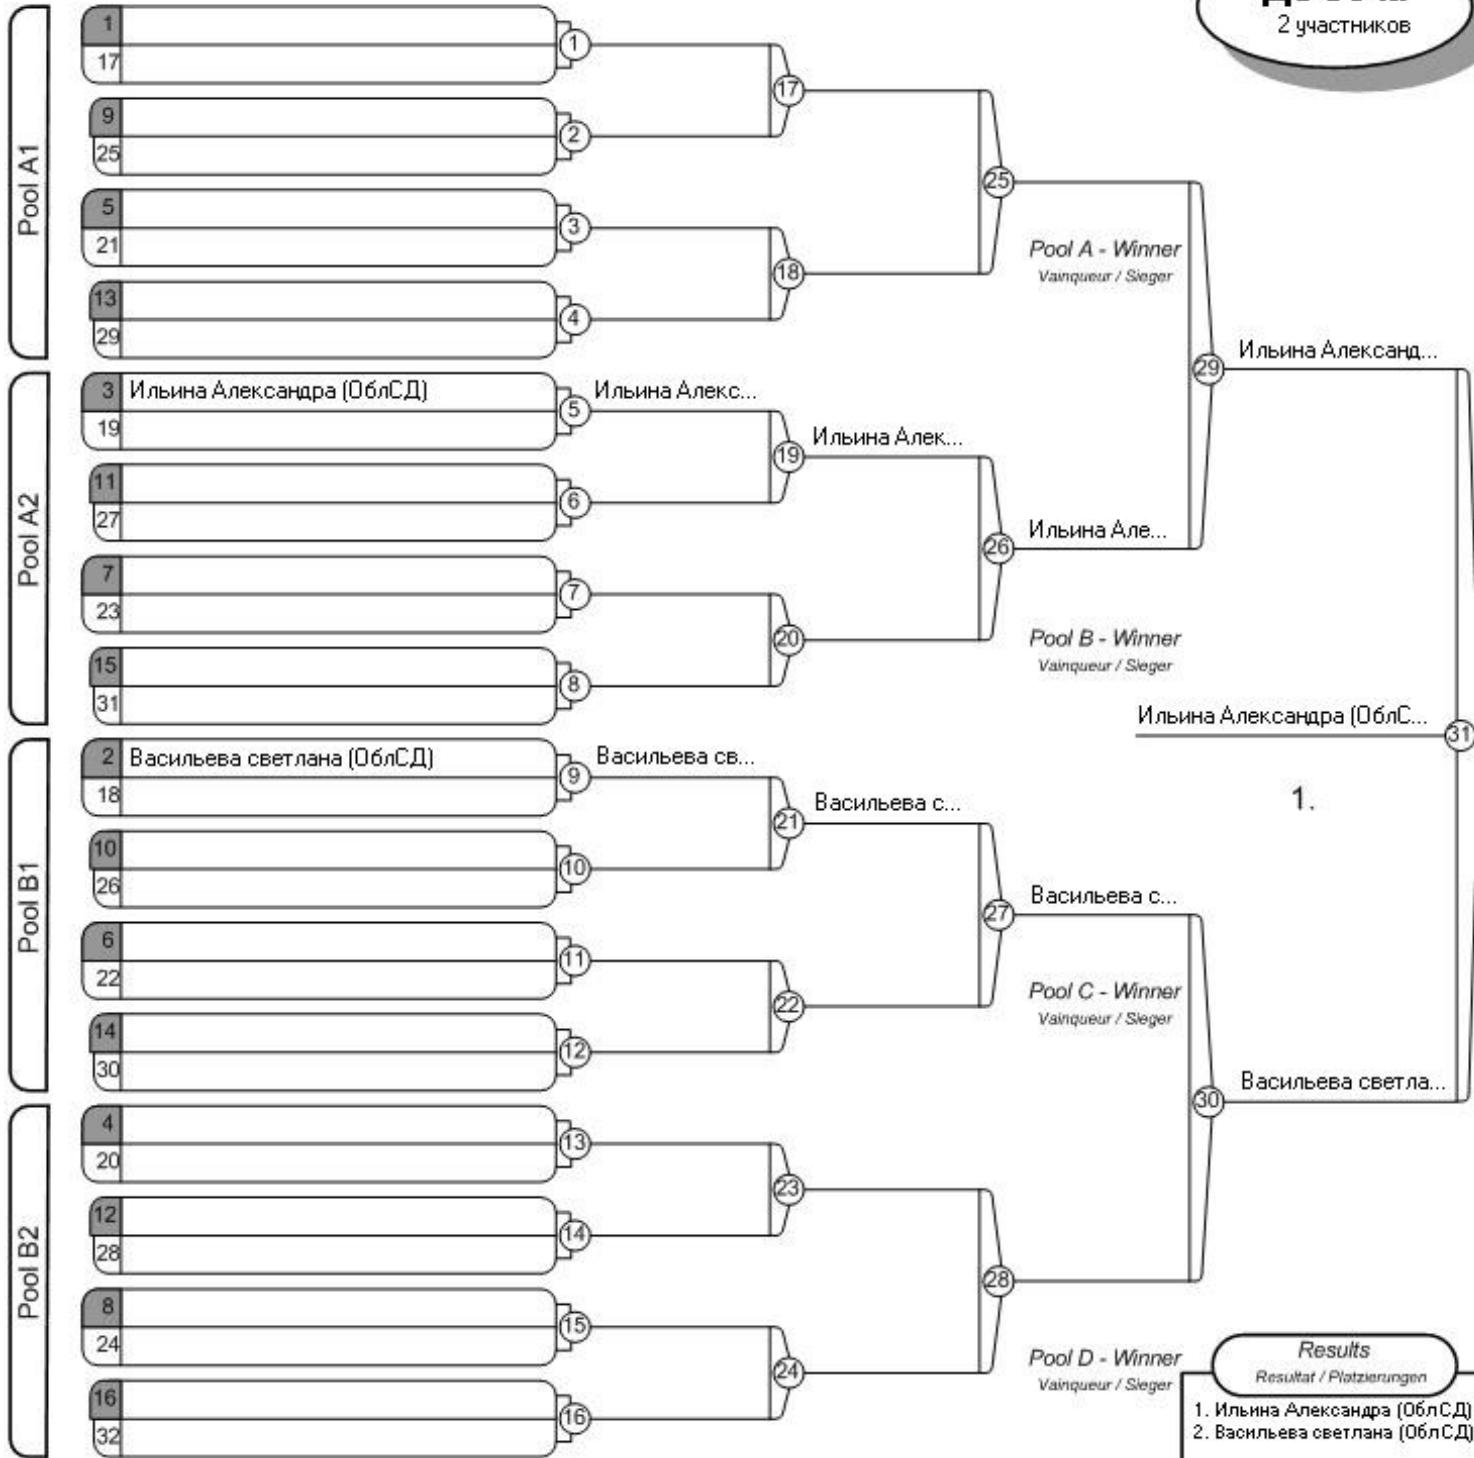 2 участников
Pool A1
1
17
1
9
25
2
17
5
21
3
13
29
4
18
25
Pool A - Winner
Vainqueur / Sieger
Pool A2
3 Ильина Александра (ОблСД)
19
5
Ильина Алекс...
11
27
6
19
Ильина Алек...
7
23
7
15
31
8
20
26
Ильина Але...
Pool B - Winner
Vainqueur / Sieger
29
Ильина Александ...
Pool B1
2 Васильева светлана (ОблСД)
18
9
Васильева св...
10
26
10
21
Васильева с...
6
22
11
14
30
12
22
27
Васильева с...
Pool C - Winner
Vainqueur / Sieger
Pool B2
4
20
13
12
28
14
23
8
24
15
16
32
16
24
28
Pool D - Winner
Vainqueur / Sieger
30
Васильева светла...
Ильина Александра (ОблС...
31
1.
Results
Resultat / Platzierungen
1. Ильина Александра (ОблСД)
2. Васильева светлана (ОблСД)